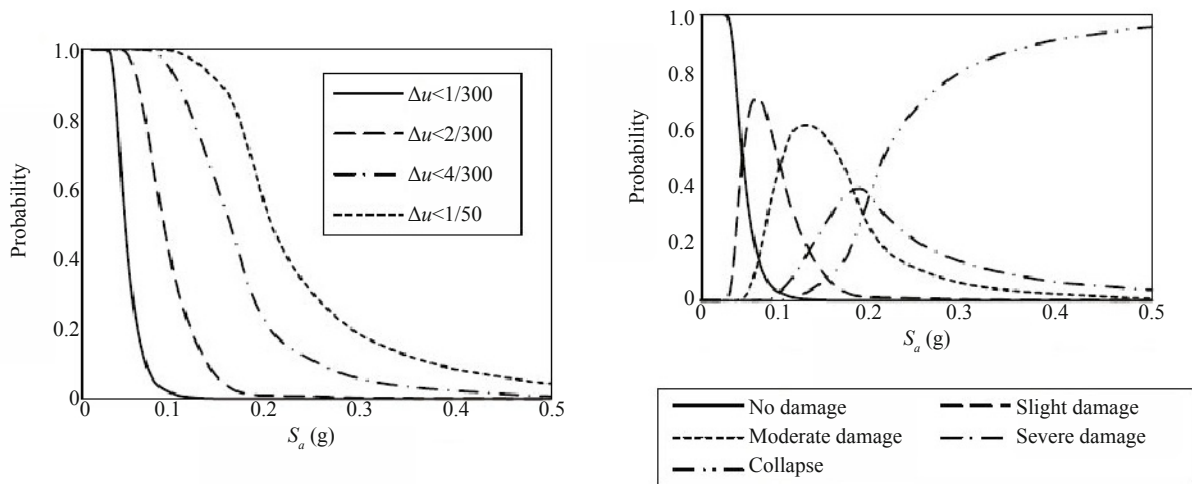 1.0
0.8
0.6
0.4
0.2
0
Probability
0 0.1 0.2 0.3 0.4 0.5
Sₐ (g)
Δu<1/300
Δu<2/300
Δu<4/300
Δu<1/50
1.0
0.8
0.6
0.4
0.2
0
Probability
0 0.1 0.2 0.3 0.4 0.5
Sₐ (g)
No damage
Slight damage
Moderate damage
Severe damage
Collapse